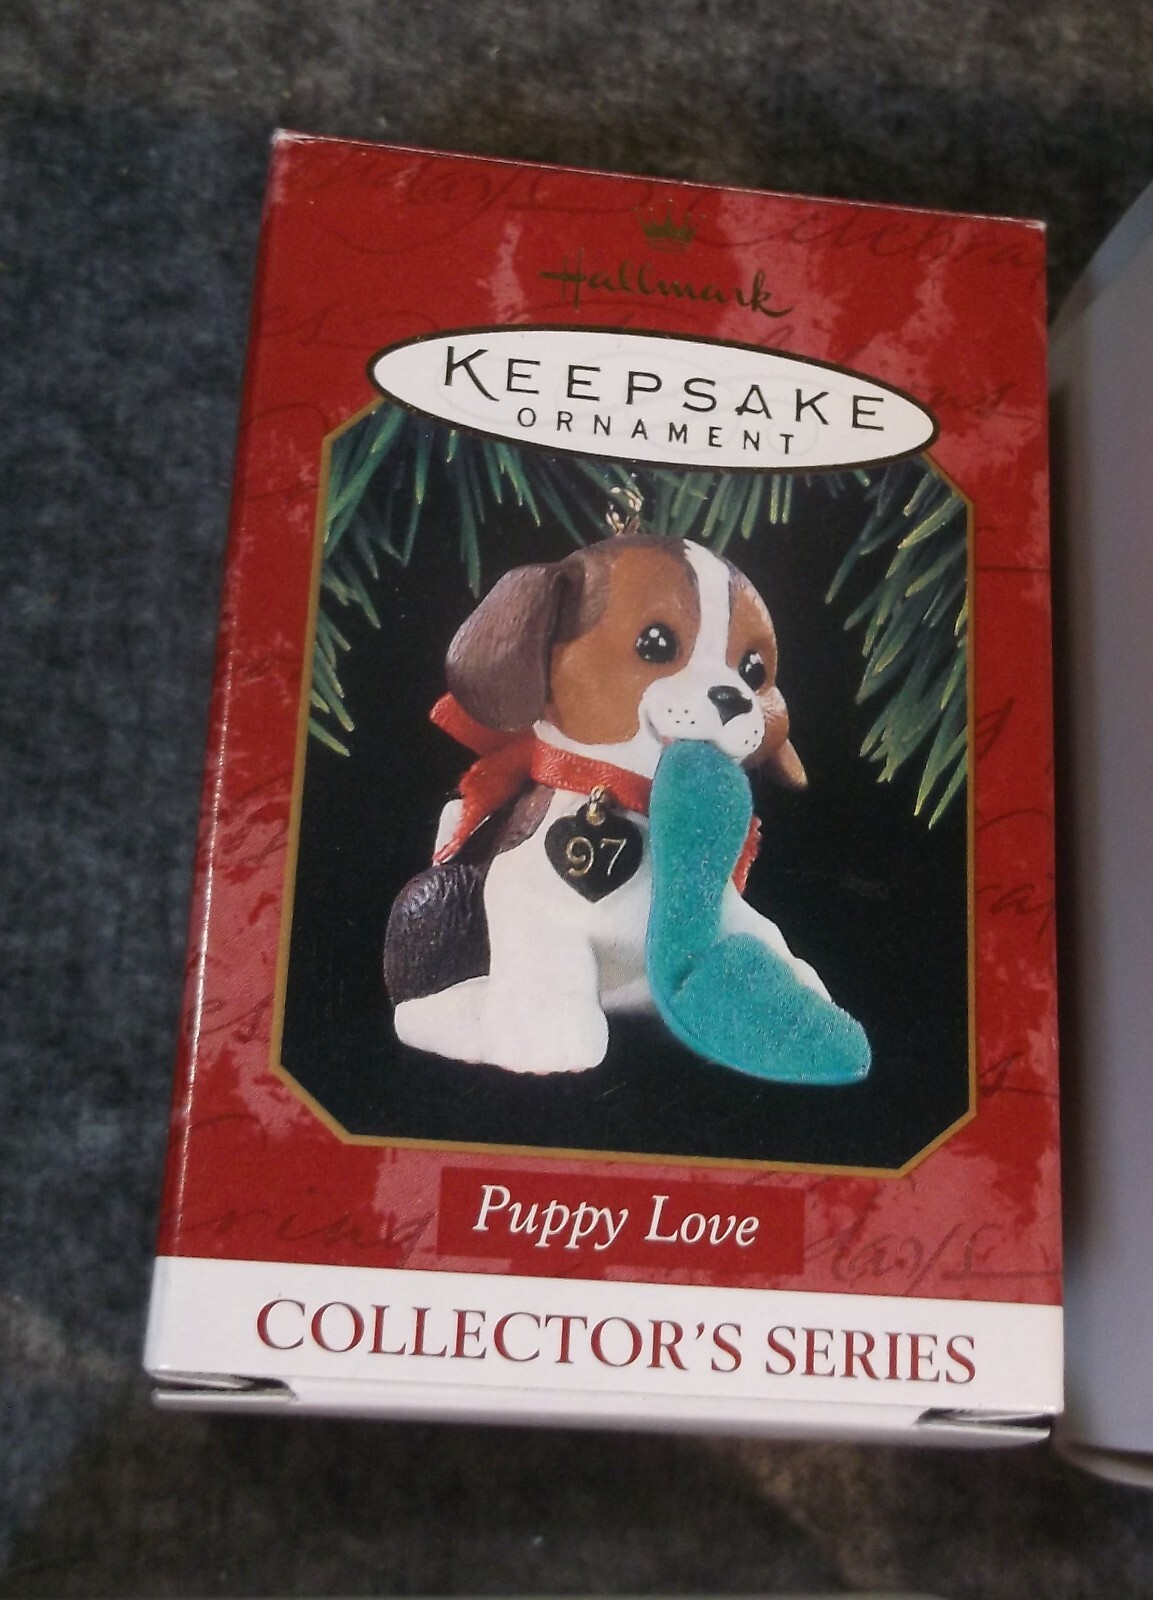 Hallmark
KEEPSAKE
ORNAMENT
97
Puppy Love
COLLECTOR'S SERIES